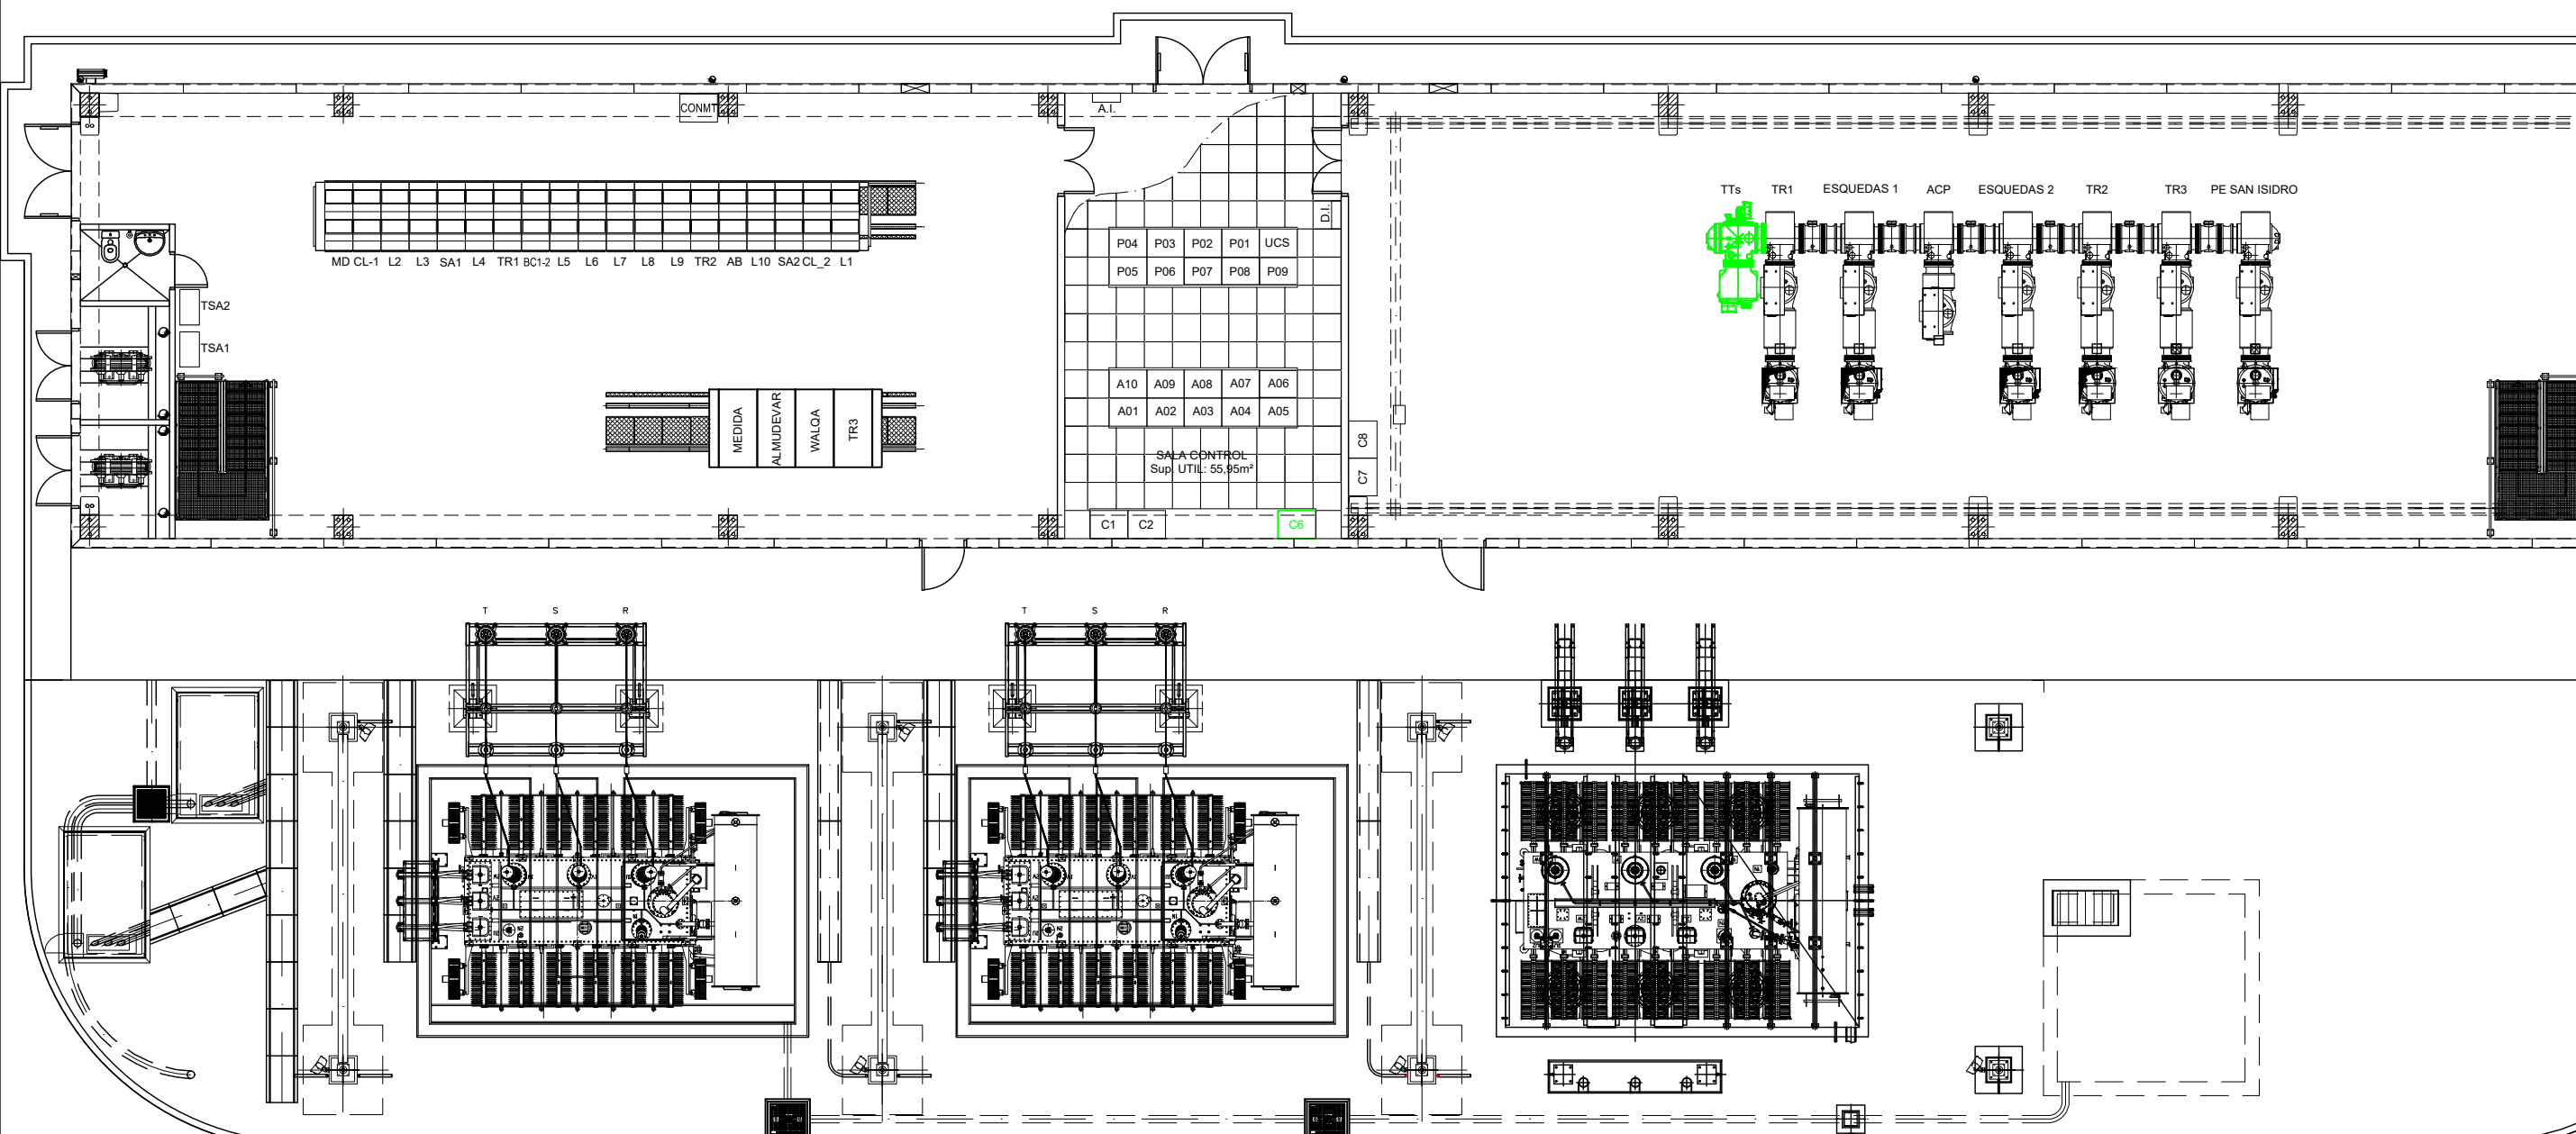 CONMT
A.I.
D.I.
TTs TR1 ESQUEDAS 1 ACP ESQUEDAS 2 TR2 TR3 PE SAN ISIDRO
P04 P03 P02 P01 UCS
P05 P06 P07 P08 P09
MD CL-1 L2 L3 SA1 L4 TR1 BC1-2 L5 L6 L7 L8 L9 TR2 AB L10 SA2 CL_2 L1
TSA2
TSA1
A10 A09 A08 A07 A06
A01 A02 A03 A04 A05
MEDIDA
ALMUDEVAR
WALQA
TR3
C8
C7
SALA CONTROL
Sup. UTIL: 55,95m²
C1 C2 C6
T S R
T S R